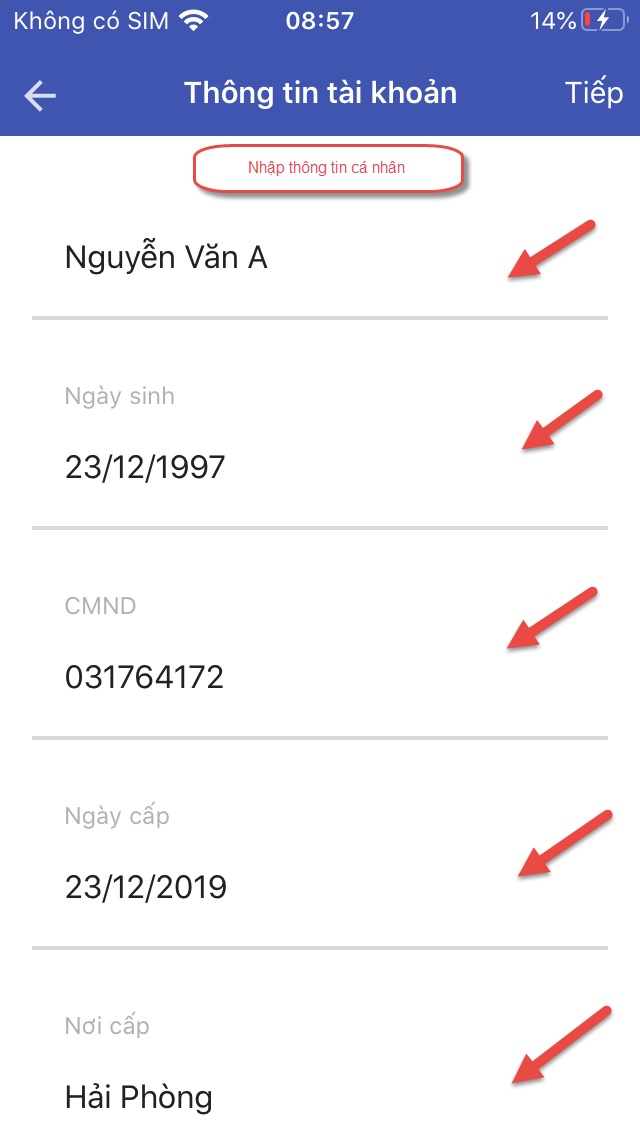 Không có SIM 08:57 14%
Thông tin tài khoản Tiếp
Nhập thông tin cá nhân
Nguyễn Văn A
Ngày sinh
23/12/1997
CMND
031764172
Ngày cấp
23/12/2019
Nơi cấp
Hải Phòng